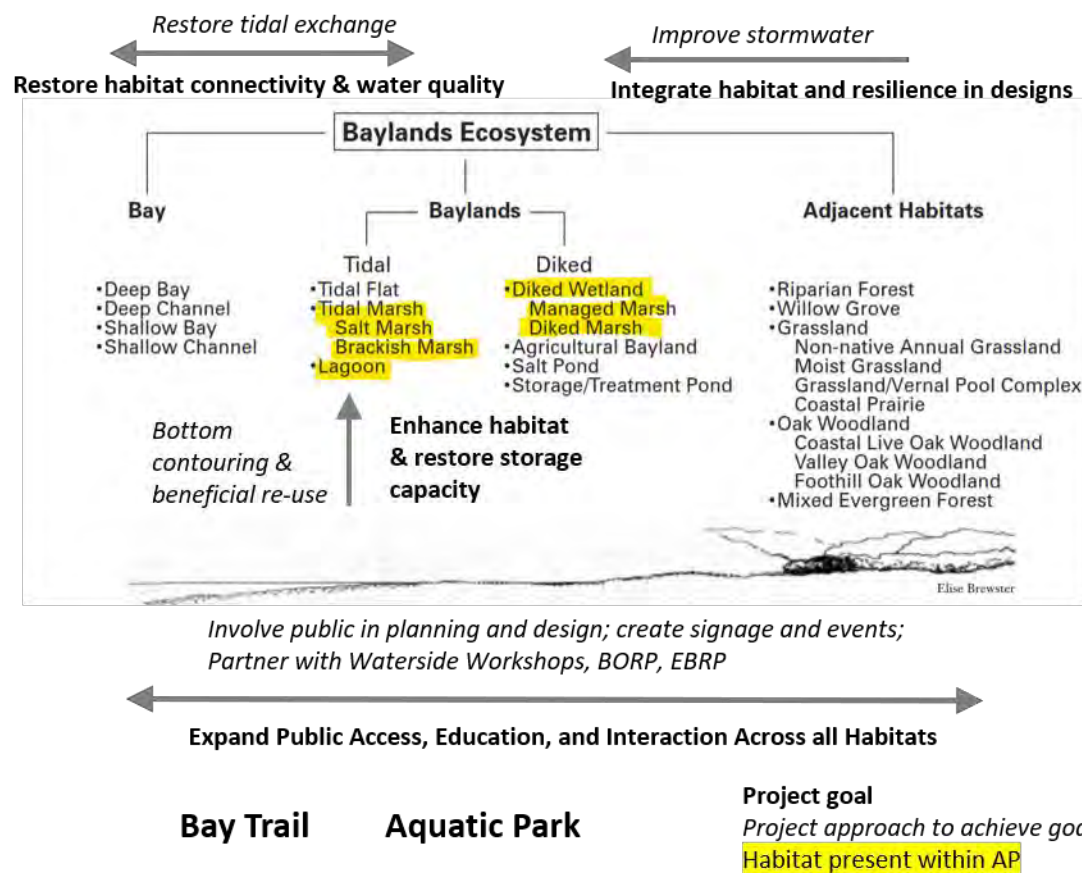 Restore tidal exchange
Improve stormwater
Restore habitat connectivity & water quality
Integrate habitat and resilience in designs
Baylands Ecosystem
Bay
Baylands
Adjacent Habitats
Tidal
•Tidal Flat
•Tidal Marsh
Salt Marsh
Brackish Marsh
•Lagoon
Diked
•Diked Wetland
Managed Marsh
Diked Marsh
•Agricultural Bayland
•Salt Pond
•Storage/Treatment Pond
•Deep Bay
•Deep Channel
•Shallow Bay
•Shallow Channel
•Riparian Forest
•Willow Grove
•Grassland
Non-native Annual Grassland
Moist Grassland
Grassland/Vernal Pool Complex
Coastal Prairie
•Oak Woodland
Coastal Live Oak Woodland
Valley Oak Woodland
Foothill Oak Woodland
•Mixed Evergreen Forest
Bottom
contouring &
beneficial re-use
Enhance habitat
& restore storage
capacity
Elise Brewster
Involve public in planning and design; create signage and events;
Partner with Waterside Workshops, BORP, EBRP
Expand Public Access, Education, and Interaction Across all Habitats
Bay Trail
Aquatic Park
Project goal
Project approach to achieve goa
Habitat present within AP